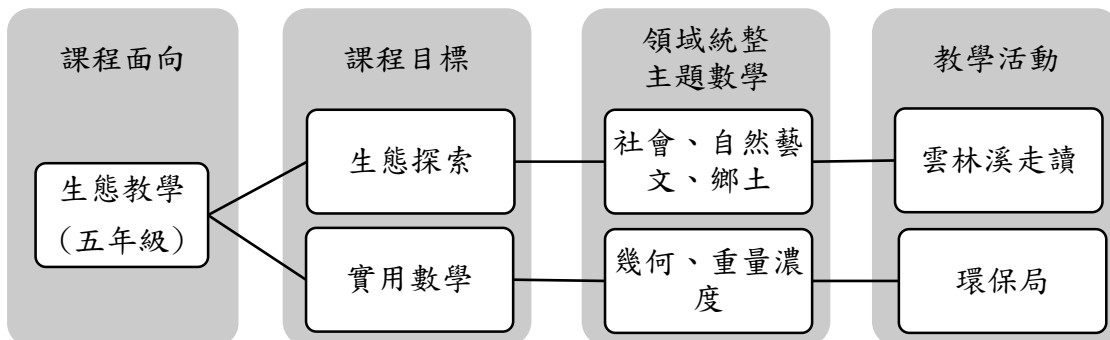 課程面向
課程目標
領域統整
主題數學
教學活動
生態教學
（五年級）
生態探索
社會、自然藝
文、鄉土
雲林溪走讀
實用數學
幾何、重量濃
度
環保局